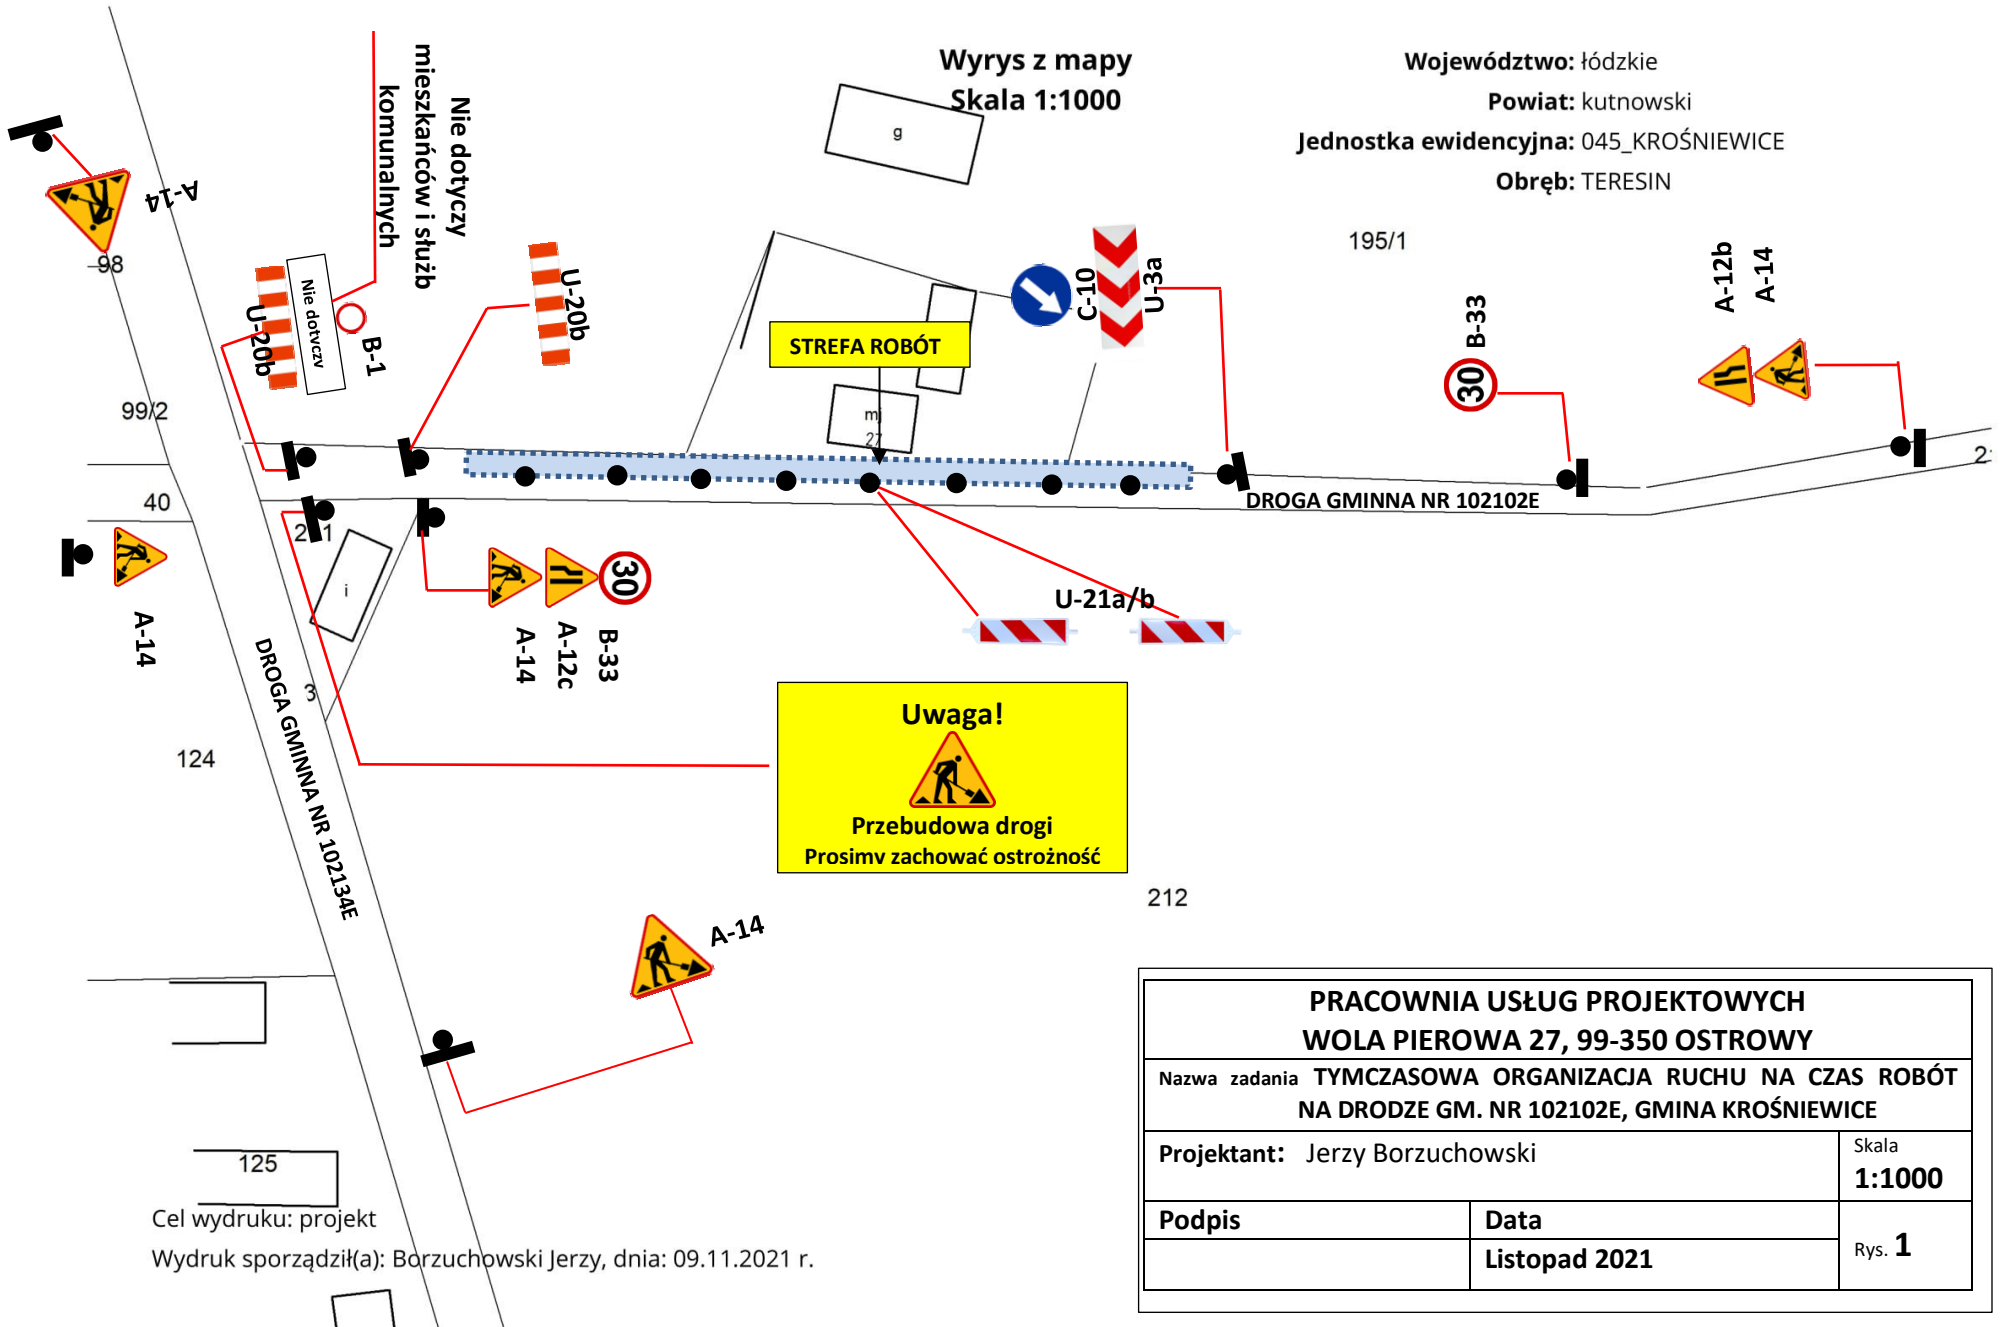 Wyrys z mapy
Skala 1:1000
Województwo: łódzkie
Powiat: kutnowski
Jednostka ewidencyjna: 045_KROŚNIEWICE
Obręb: TERESIN
Nie dotyczy
mieszkańców i służb
komunalnych
A-14
98
U-20b
Nie dotyczy
B-1
U-20b
g
C-10
U-3a
195/1
B-33
30
A-12b
A-14
STREFA ROBÓT
mj
27
99/2
40
A-14
i
DROGA GMINNA NR 102102E
A-14
A-12c
B-33
30
U-21a/b
3
124
DROGA GMINNA NR 102134E
Uwaga!
Przebudowa drogi
Prosimy zachować ostrożność
212
A-14
125
Cel wydruku: projekt
Wydruk sporządził(a): Borzuchowski Jerzy, dnia: 09.11.2021 r.
PRACOWNIA USŁUG PROJEKTOWYCH
WOLA PIEROWA 27, 99-350 OSTROWY
Nazwa zadania TYMCZASOWA ORGANIZACJA RUCHU NA CZAS ROBÓT
NA DRODZE GM. NR 102102E, GMINA KROŚNIEWICE
Projektant: Jerzy Borzuchowski
Skala
1:1000
Podpis
Data
Listopad 2021
Rys. 1